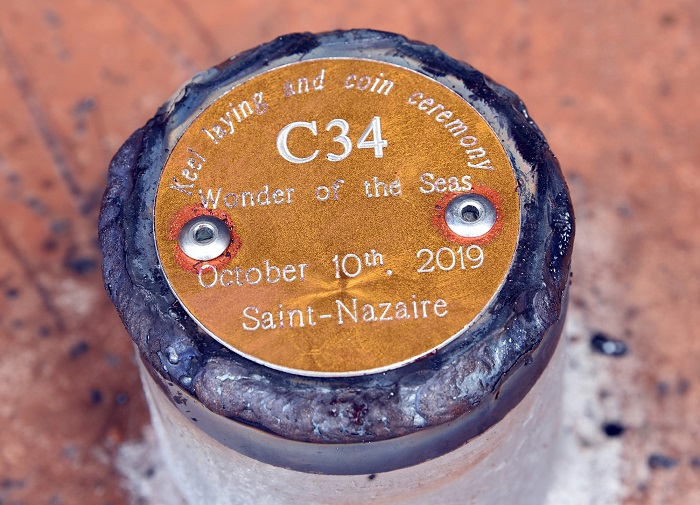 Keel laying and coin ceremony
C34
Wonder of the Seas
October 10th. 2019
Saint-Nazaire